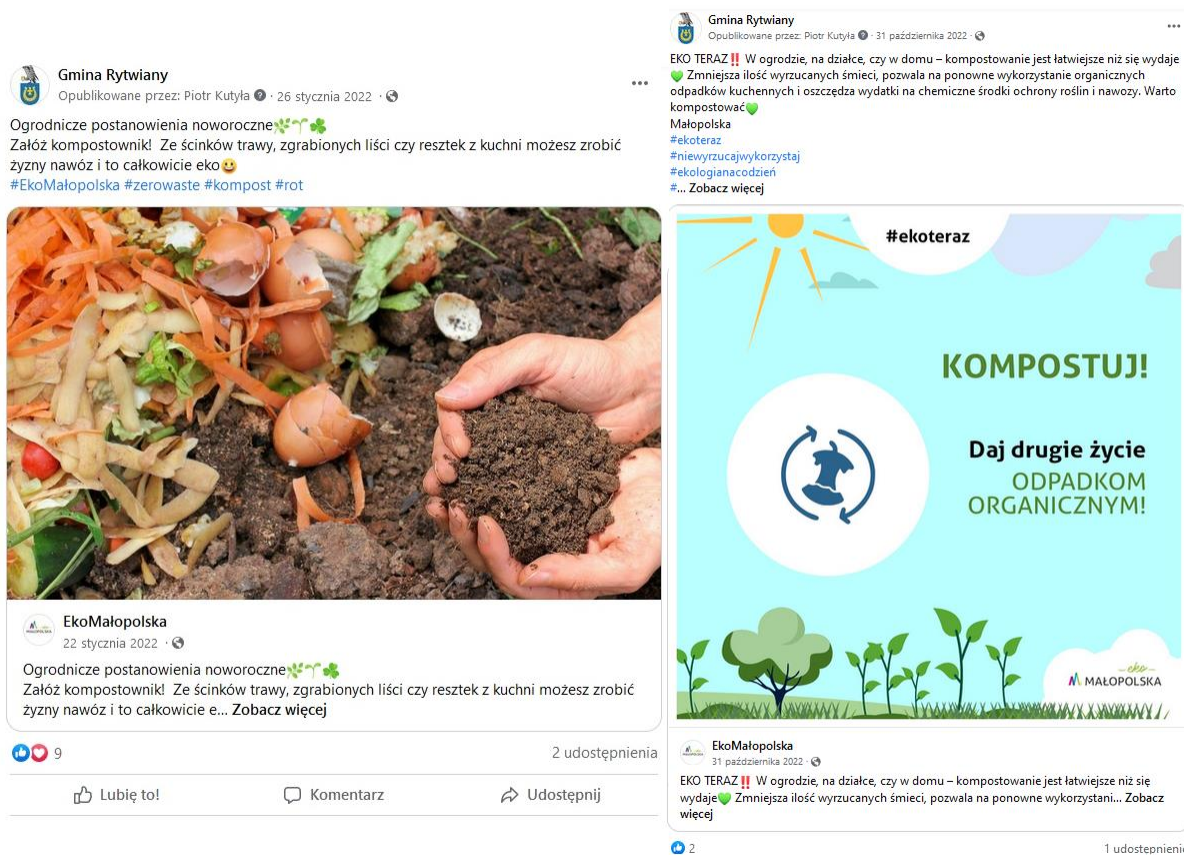 Gmina Rytwiany
Opublikowane przez: Piotr Kutyła · 26 stycznia 2022 ·
Ogrodnicze postanowienia noworoczne🌿🌱☘️
Załóż kompostownik! Ze ścinków trawy, zgrabionych liści czy resztek z kuchni możesz zrobić
żyzny nawóz i to całkowicie eko😀
#EkoMałopolska #zerowaste #kompost #rot
EkoMałopolska
22 stycznia 2022 ·
Ogrodnicze postanowienia noworoczne🌿🌱☘️
Załóż kompostownik! Ze ścinków trawy, zgrabionych liści czy resztek z kuchni możesz zrobić
żyzny nawóz i to całkowicie e... Zobacz więcej
9
2 udostępnienia
Lubię to!
Komentarz
Udostępnij
Gmina Rytwiany
Opublikowane przez: Piotr Kutyła · 31 października 2022 ·
EKO TERAZ‼️ W ogrodzie, na działce, czy w domu – kompostowanie jest łatwiejsze niż się wydaje
💚 Zmniejsza ilość wyrzucanych śmieci, pozwala na ponowne wykorzystanie organicznych
odpadków kuchennych i oszczędza wydatki na chemiczne środki ochrony roślin i nawozy. Warto
kompostować💚
Małopolska
#ekoteraz
#niewyrzucajwykorzystaj
#ekologianacodzień
#... Zobacz więcej
#ekoteraz
KOMPOSTUJ!
Daj drugie życie
ODPADKOM
ORGANICZNYM!
eko
MAŁOPOLSKA
EkoMałopolska
31 października 2022 ·
EKO TERAZ‼️ W ogrodzie, na działce, czy w domu – kompostowanie jest łatwiejsze niż się
wydaje💚 Zmniejsza ilość wyrzucanych śmieci, pozwala na ponowne wykorzystani... Zobacz
więcej
2
1 udostępnienie